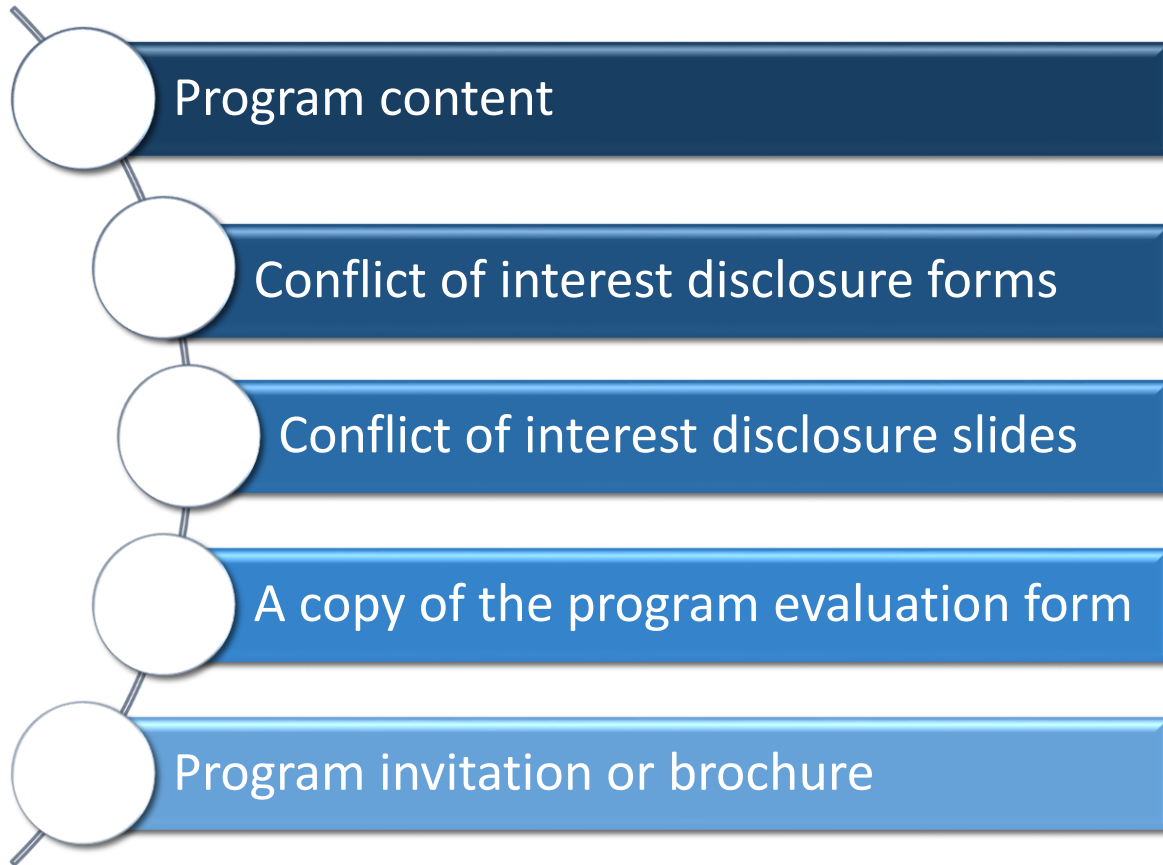 Program content
Conflict of interest disclosure forms
Conflict of interest disclosure slides
A copy of the program evaluation form
Program invitation or brochure